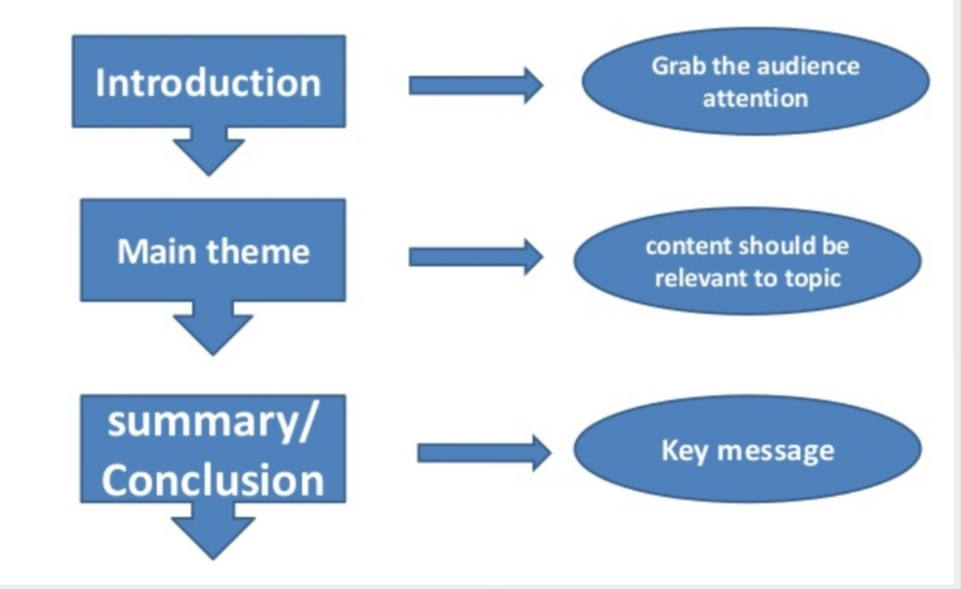 Introduction
Grab the audience
attention
Main theme
content should be
relevant to topic
summary/
Conclusion
Key message